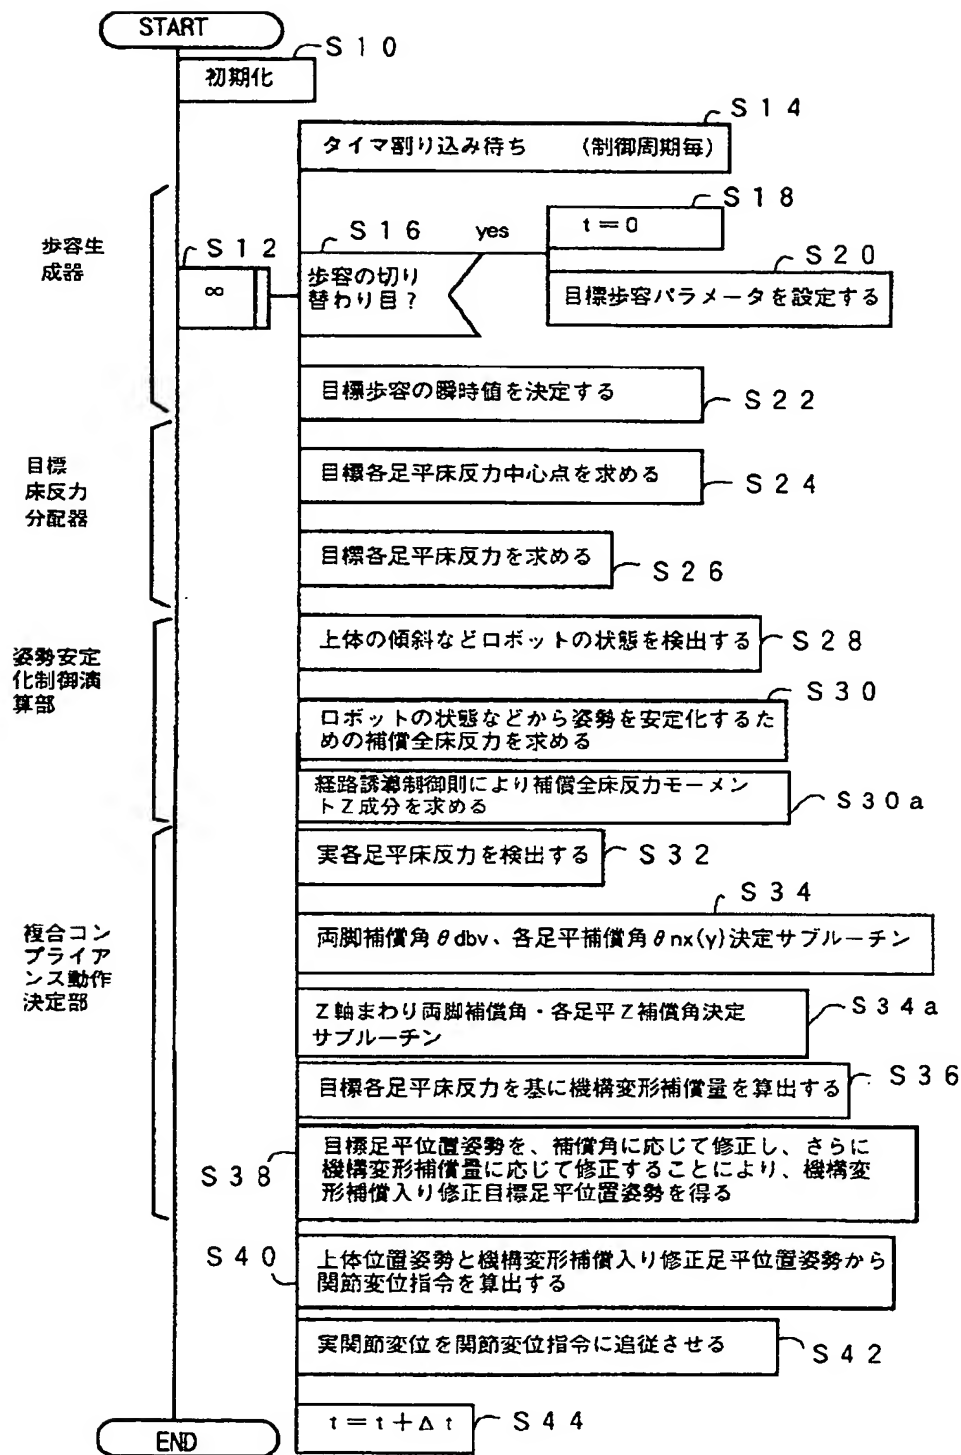 START
S10
初期化
S14
タイマ割り込み待ち (制御周期毎)
S18
t=0
S16
yes
歩容生
成器
S12
∞
歩容の切り
替わり目?
S20
目標歩容パラメータを設定する
目標歩容の瞬時値を決定する
S22
目標
床反力
分配器
目標各足平床反力中心点を求める
S24
目標各足平床反力を求める
S26
姿勢安定
化制御演
算部
上体の傾斜などロボットの状態を検出する
S28
S30
ロボットの状態などから姿勢を安定化するた
めの補償全床反力を求める
経路誘導制御則により補償全床反力モーメン
トZ成分を求める
S30a
実各足平床反力を検出する
S32
複合コン
プライア
ンス動作
決定部
S34
両脚補償角θdbv、各足平補償角θnx(y)決定サブルーチン
Z軸まわり両脚補償角・各足平Z補償角決定
サブルーチン
S34a
目標各足平床反力を基に機構変形補償量を算出する
S36
S38
目標足平位置姿勢を、補償角に応じて修正し、さらに
機構変形補償量に応じて修正することにより、機構変
形補償入り修正目標足平位置姿勢を得る
S40
上体位置姿勢と機構変形補償入り修正足平位置姿勢から
関節変位指令を算出する
実関節変位を関節変位指令に追従させる
S42
t=t+Δt
S44
END